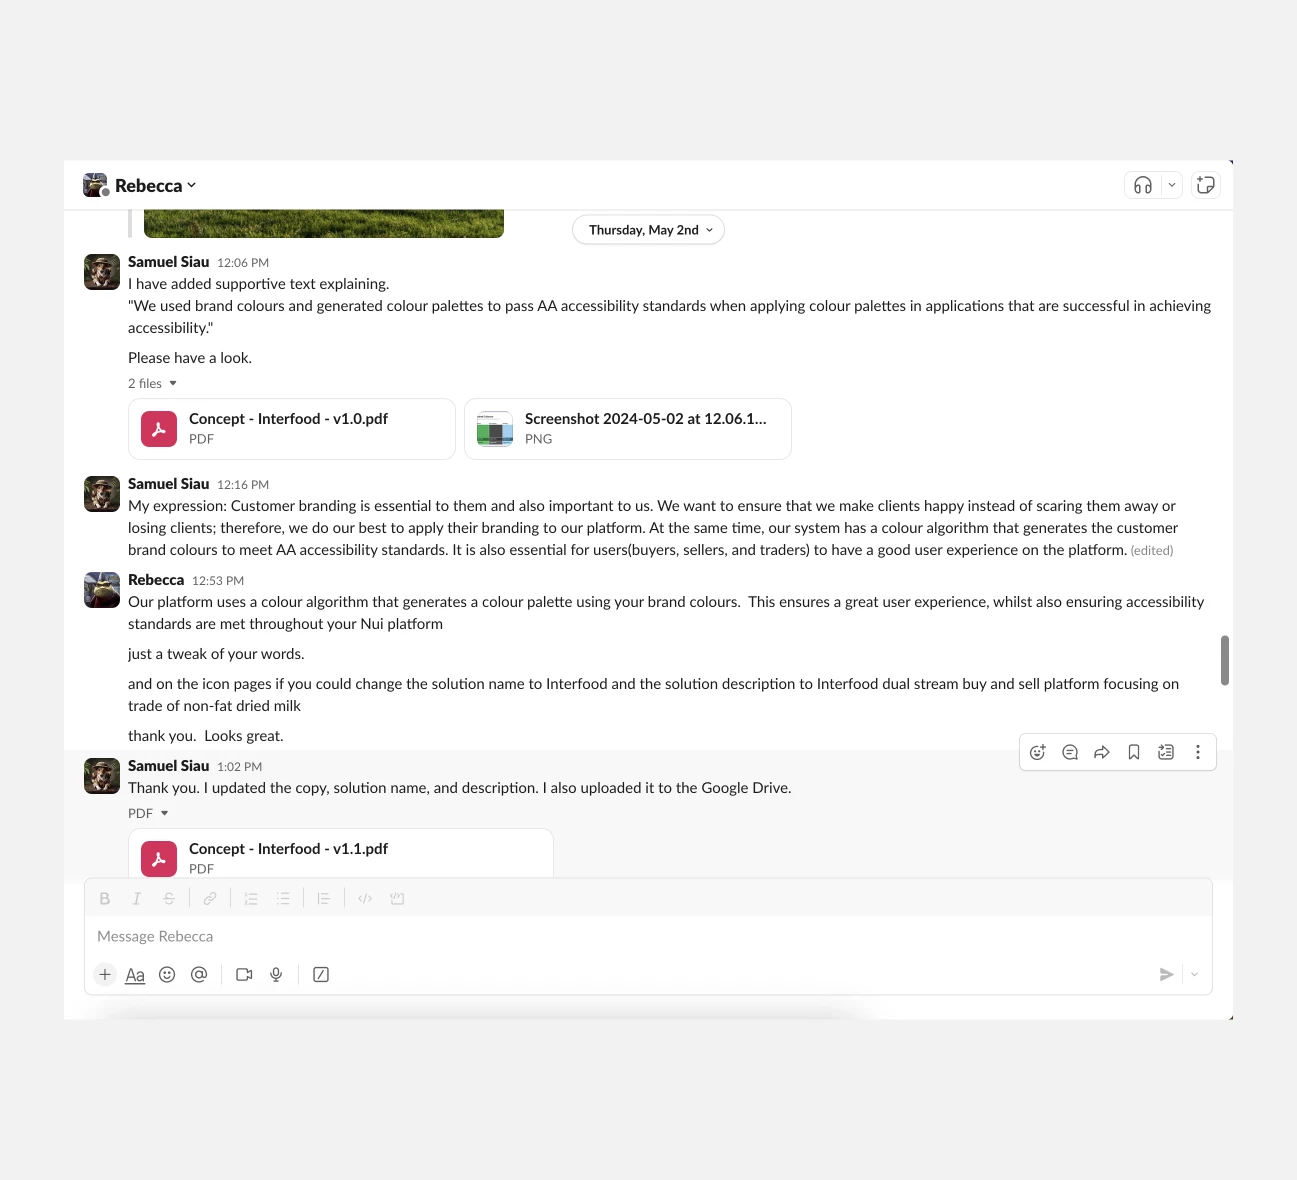 Rebecca
Thursday, May 2nd
Samuel Siau 12:06 PM
I have added supportive text explaining.
"We used brand colours and generated colour palettes to pass AA accessibility standards when applying colour palettes in applications that are successful in achieving
accessibility."
Please have a look.
2 files
Concept - Interfood - v1.0.pdf
PDF
Screenshot 2024-05-02 at 12.06.1...
PNG
Samuel Siau 12:16 PM
My expression: Customer branding is essential to them and also important to us. We want to ensure that we make clients happy instead of scaring them away or
losing clients; therefore, we do our best to apply their branding to our platform. At the same time, our system has a colour algorithm that generates the customer
brand colours to meet AA accessibility standards. It is also essential for users(buyers, sellers, and traders) to have a good user experience on the platform. (edited)
Rebecca 12:53 PM
Our platform uses a colour algorithm that generates a colour palette using your brand colours.  This ensures a great user experience, whilst also ensuring accessibility
standards are met throughout your Nui platform
just a tweak of your words.
and on the icon pages if you could change the solution name to Interfood and the solution description to Interfood dual stream buy and sell platform focusing on
trade of non-fat dried milk
thank you.  Looks great.
Samuel Siau 1:02 PM
Thank you. I updated the copy, solution name, and description. I also uploaded it to the Google Drive.
PDF
Concept - Interfood - v1.1.pdf
PDF
Message Rebecca
Aa